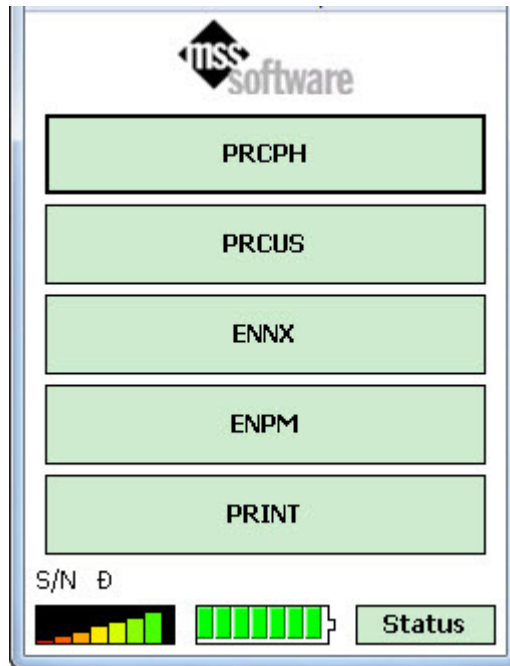 mss
software
PRCPH
PRCUS
ENNX
ENPM
PRINT
S/N Đ
Status